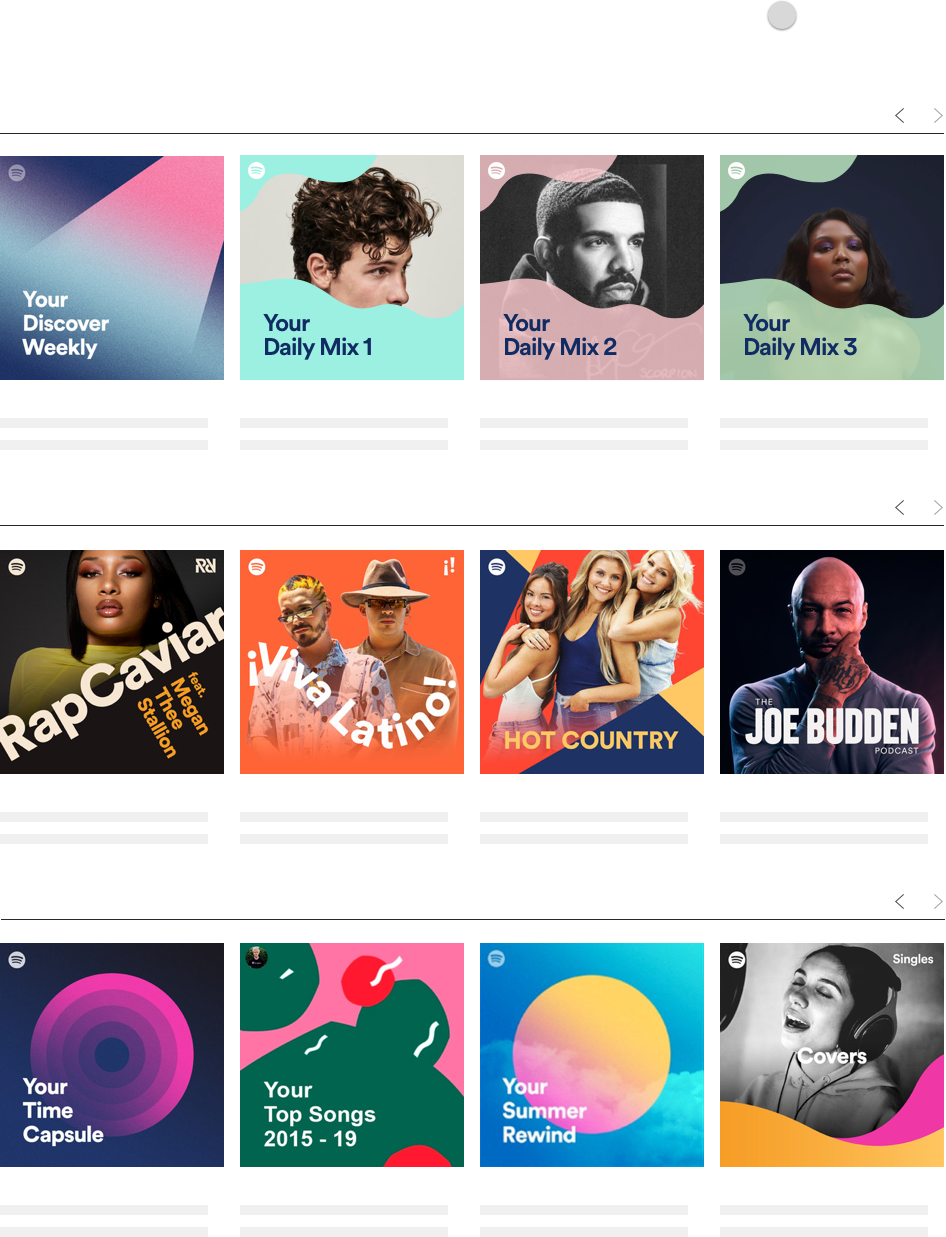 Your
Discover
Weekly
Your
Daily Mix 1
Your
Daily Mix 2
SCORPION
Your
Daily Mix 3
RapCaviar
feat.
Megan
Thee
Stallion
¡!
¡Viva Latino!
HOT COUNTRY
THE
JOE BUDDEN
PODCAST
Your
Time
Capsule
Your
Top Songs
2015 - 19
Your
Summer
Rewind
Singles
Covers